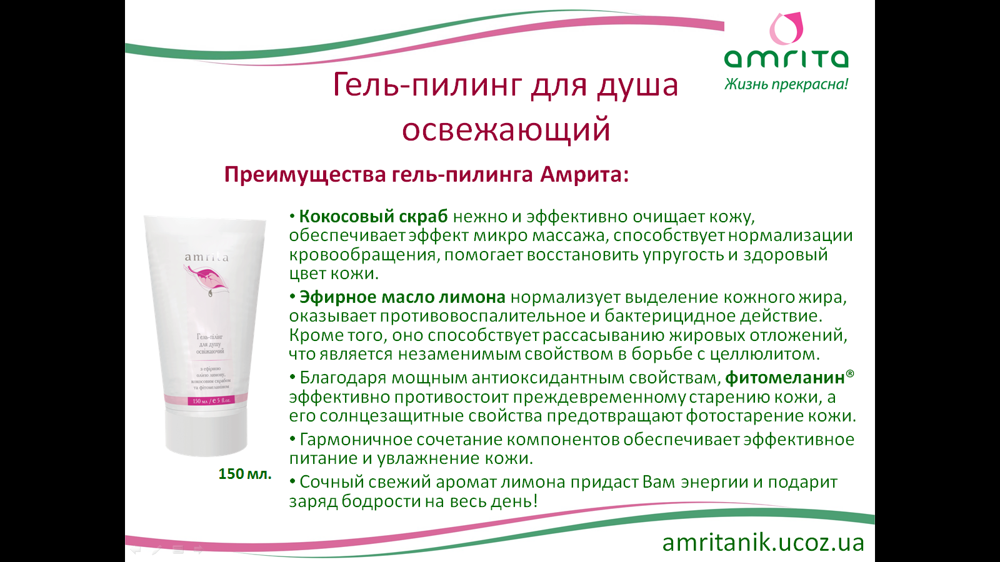 amrita
Жизнь прекрасна!
Гель-пилинг для душа
освежающий
Преимущества гель-пилинга Амрита:
• Кокосовый скраб нежно и эффективно очищает кожу,
обеспечивает эффект микро массажа, способствует нормализации
кровообращения, помогает восстановить упругость и здоровый
цвет кожи.
• Эфирное масло лимона нормализует выделение кожного жира,
оказывает противовоспалительное и бактерицидное действие.
Кроме того, оно способствует рассасыванию жировых отложений,
что является незаменимым свойством в борьбе с целлюлитом.
• Благодаря мощным антиоксидантным свойствам, фитомеланин®
эффективно противостоит преждевременному старению кожи, а
его солнцезащитные свойства предотвращают фотостарение кожи.
• Гармоничное сочетание компонентов обеспечивает эффективное
питание и увлажнение кожи.
• Сочный свежий аромат лимона придаст Вам энергии и подарит
заряд бодрости на весь день!
amrita
Гель-пілінг
для душу
освіжаючий
з ефірною
олією лимону,
кокосовим скрабом
та фітомеланіном
150 мл / е 5 fl.oz.
150 мл.
amritanik.ucoz.ua